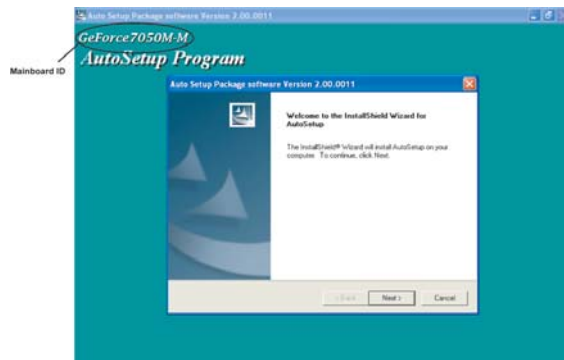 Auto Setup Package software Version 2.00.0011
GeForce7050M-M
AutoSetup Program
Mainboard ID
Auto Setup Package software Version 2.00.0011
Welcome to the InstallShield Wizard for
AutoSetup
The InstallShield® Wizard will install AutoSetup on your
computer. To continue, click Next.
< Back
Next >
Cancel